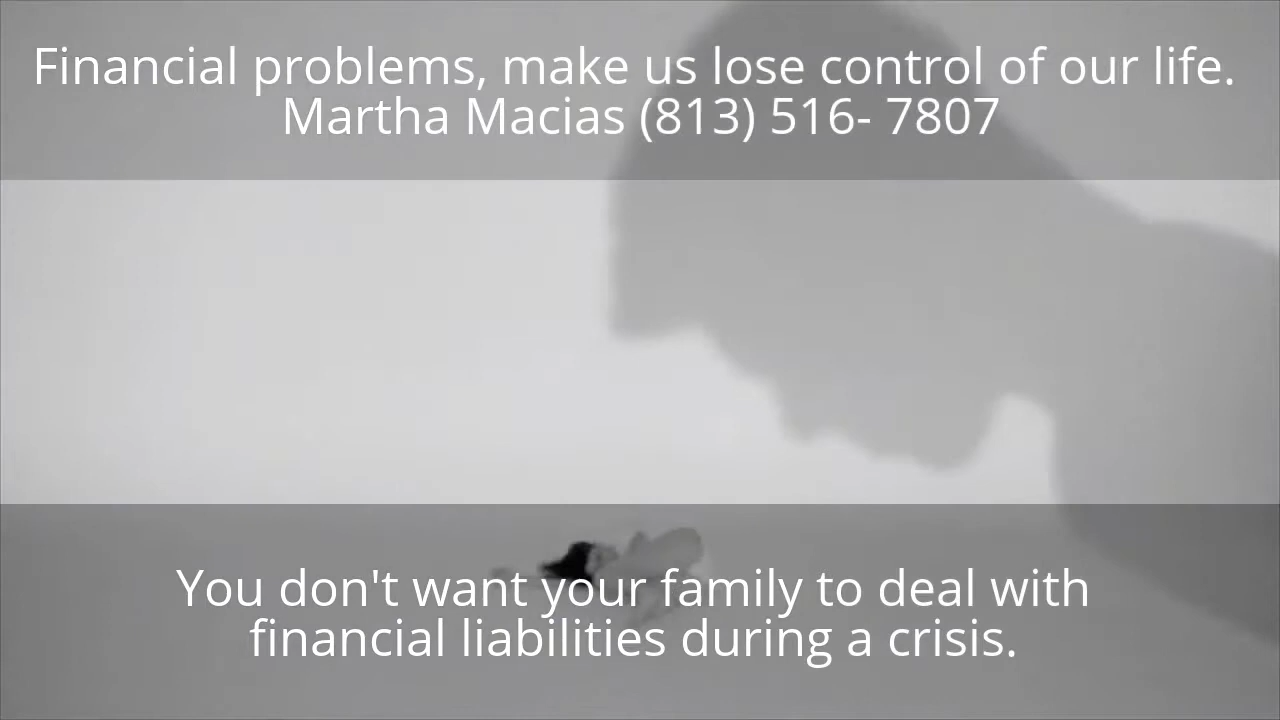 Financial problems, make us lose control of our life.
Martha Macias (813) 516- 7807
You don't want your family to deal with
financial liabilities during a crisis.